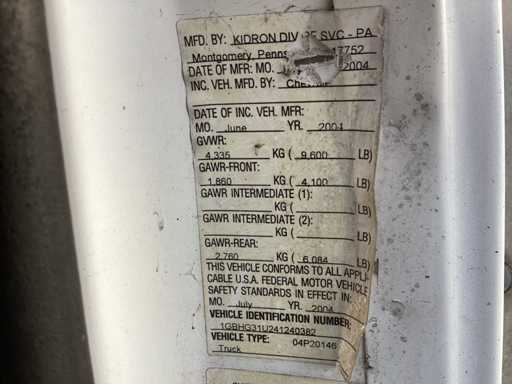 MFD. BY: KIDRON DIV OF SVC - PA
Montgomery, Penns 17752
DATE OF MFR: MO. 2004
INC. VEH. MFD. BY:
DATE OF INC. VEH. MFR:
MO. June YR. 2004
GVWR:
4,335 KG ( 9,600 LB)
GAWR-FRONT:
1,860 KG ( 4,100 LB)
GAWR INTERMEDIATE (1):
KG ( LB)
GAWR INTERMEDIATE (2):
KG ( LB)
GAWR-REAR:
2,760 KG ( 6,084 LB)
THIS VEHICLE CONFORMS TO ALL APPLI-
CABLE U.S.A. FEDERAL MOTOR VEHICLE
SAFETY STANDARDS IN EFFECT IN:
MO. July YR. 2004
VEHICLE IDENTIFICATION NUMBER:
1GBHG31U241240382
VEHICLE TYPE: 04P20146
Truck